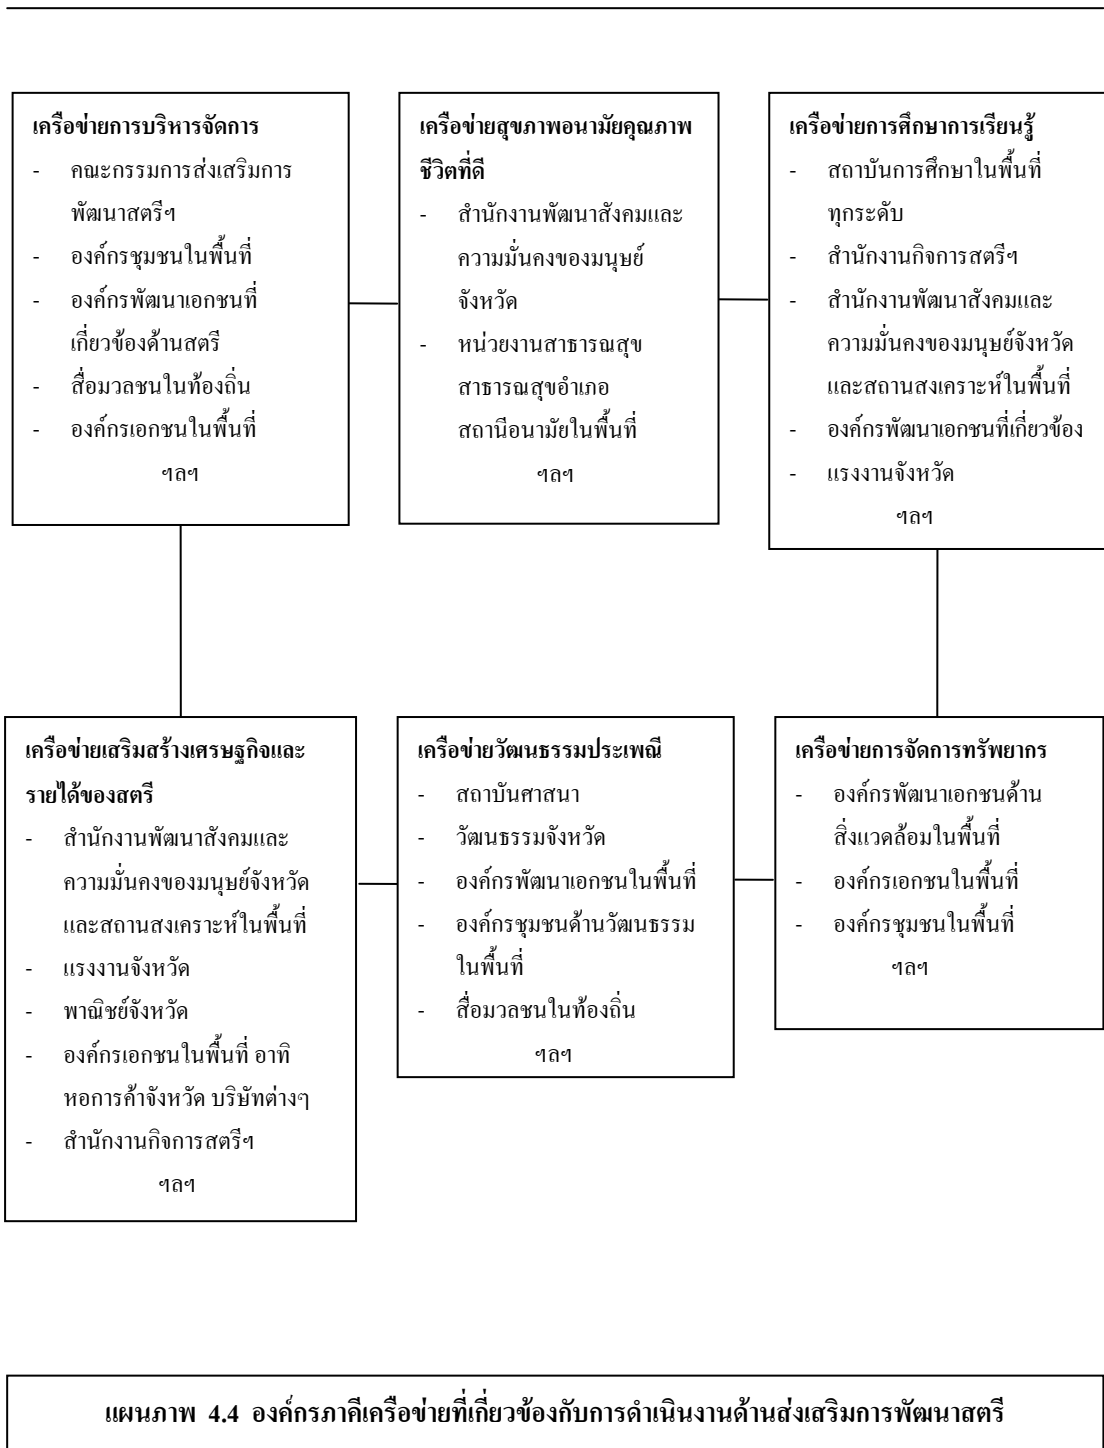 เครือข่ายการบริหารจัดการ
- คณะกรรมการส่งเสริมการ
พัฒนาสตรีฯ
- องค์กรชุมชนในพื้นที่
- องค์กรพัฒนาเอกชนที่
เกี่ยวข้องด้านสตรี
- สื่อมวลชนในท้องถิ่น
- องค์กรเอกชนในพื้นที่
ฯลฯ
เครือข่ายสุขภาพอนามัยคุณภาพ
ชีวิตที่ดี
- สำนักงานพัฒนาสังคมและ
ความมั่นคงของมนุษย์
จังหวัด
- หน่วยงานสาธารณสุข
สาธารณสุขอำเภอ
สถานีอนามัยในพื้นที่
ฯลฯ
เครือข่ายการศึกษาการเรียนรู้
- สถาบันการศึกษาในพื้นที่
ทุกระดับ
- สำนักงานกิจการสตรีฯ
- สำนักงานพัฒนาสังคมและ
ความมั่นคงของมนุษย์จังหวัด
และสถานสงเคราะห์ในพื้นที่
- องค์กรพัฒนาเอกชนที่เกี่ยวข้อง
- แรงงานจังหวัด
ฯลฯ
เครือข่ายเสริมสร้างเศรษฐกิจและ
รายได้ของสตรี
- สำนักงานพัฒนาสังคมและ
ความมั่นคงของมนุษย์จังหวัด
และสถานสงเคราะห์ในพื้นที่
- แรงงานจังหวัด
- พาณิชย์จังหวัด
- องค์กรเอกชนในพื้นที่ อาทิ
หอการค้าจังหวัด บริษัทต่างๆ
- สำนักงานกิจการสตรีฯ
ฯลฯ
เครือข่ายวัฒนธรรมประเพณี
- สถาบันศาสนา
- วัฒนธรรมจังหวัด
- องค์กรพัฒนาเอกชนในพื้นที่
- องค์กรชุมชนด้านวัฒนธรรม
ในพื้นที่
- สื่อมวลชนในท้องถิ่น
ฯลฯ
เครือข่ายการจัดการทรัพยากร
- องค์กรพัฒนาเอกชนด้าน
สิ่งแวดล้อมในพื้นที่
- องค์กรเอกชนในพื้นที่
- องค์กรชุมชนในพื้นที่
ฯลฯ
แผนภาพ 4.4 องค์กรภาคีเครือข่ายที่เกี่ยวข้องกับการดำเนินงานด้านส่งเสริมการพัฒนาสตรี